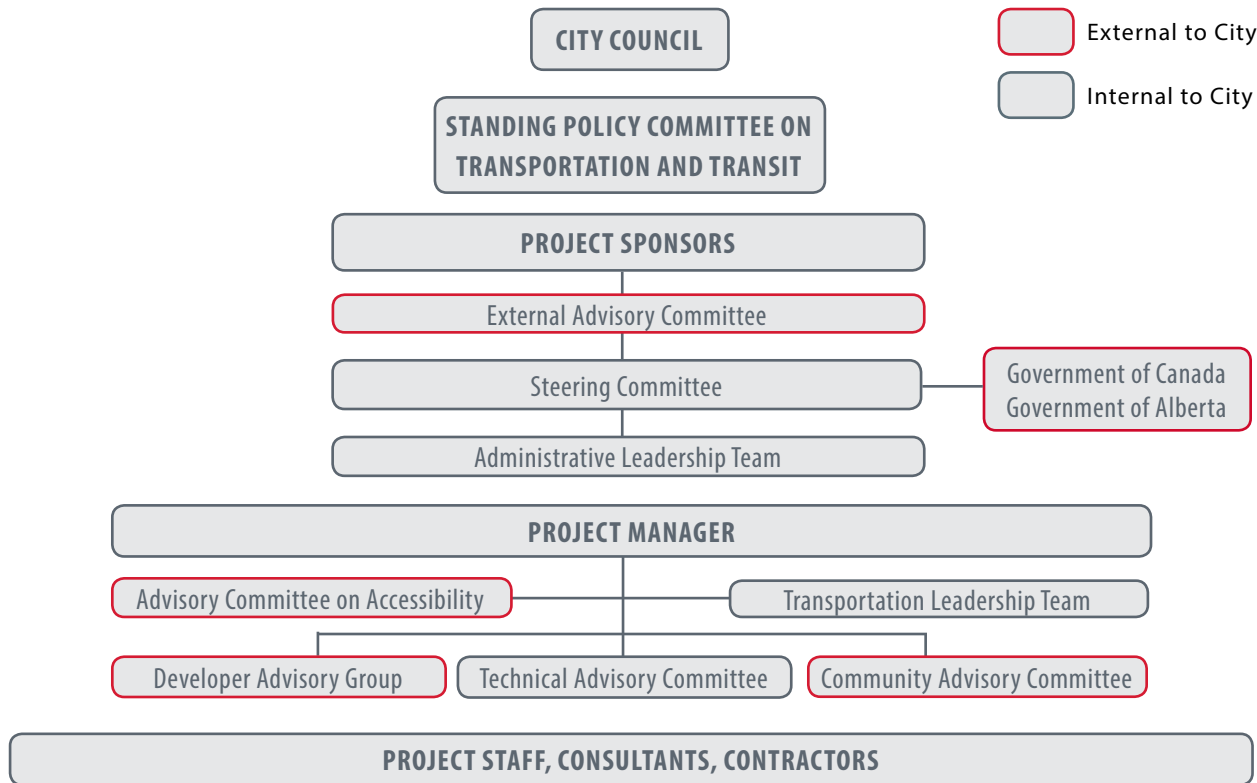 CITY COUNCIL
External to City
Internal to City
STANDING POLICY COMMITTEE ON
TRANSPORTATION AND TRANSIT
PROJECT SPONSORS
External Advisory Committee
Steering Committee
Government of Canada
Government of Alberta
Administrative Leadership Team
PROJECT MANAGER
Advisory Committee on Accessibility
Transportation Leadership Team
Developer Advisory Group
Technical Advisory Committee
Community Advisory Committee
PROJECT STAFF, CONSULTANTS, CONTRACTORS